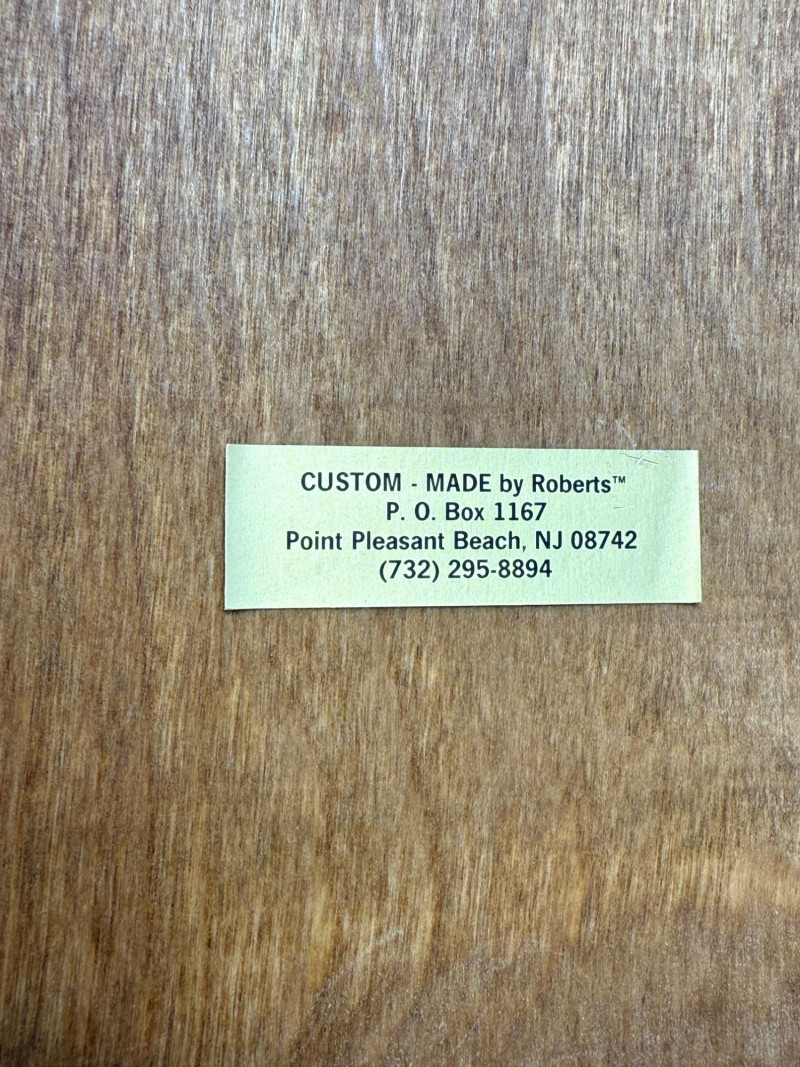 CUSTOM - MADE by Roberts™
P. O. Box 1167
Point Pleasant Beach, NJ 08742
(732) 295-8894